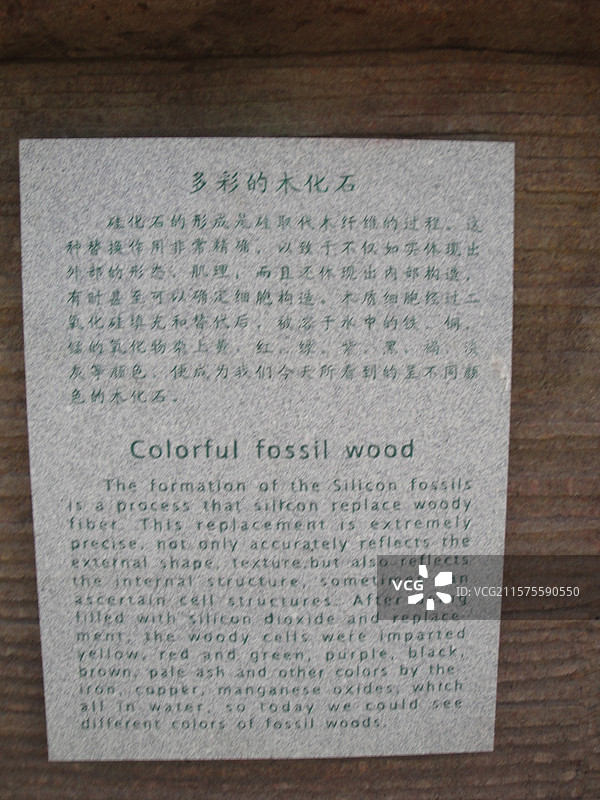 多彩的木化石
硅化石的形成是硅取代木纤维的过程。这
种替换作用非常精确，以致于不仅如实体现出
外部的形态、肌理，而且还体现出内部构造，
有时甚至可以确定细胞构造。木质细胞经过二
氧化硅填充和替代后，被溶于水中的铁、铜、
锰的氧化物染上黄、红、绿、紫、黑、褐、淡
灰等颜色，使成为我们今天所看到的呈不同颜
色的木化石。
Colorful fossil wood
The formation of the Silicon fossils
is a process that silicon replace woody
fiber. This replacement is extremely
precise, not only accurately reflects the
external shape, texture,but also reflects
the internal structure, someti n
ascertain cell structures. After g
filled with silicon dioxide and replace-
ment, the woody cells were imparted
yellow, red and green, purple, black,
brown, pale ash and other colors by the
iron, copper, manganese oxides, which
all in water, so today we could see
different colors of fossil woods.
VCG
ID:VCG211575590550